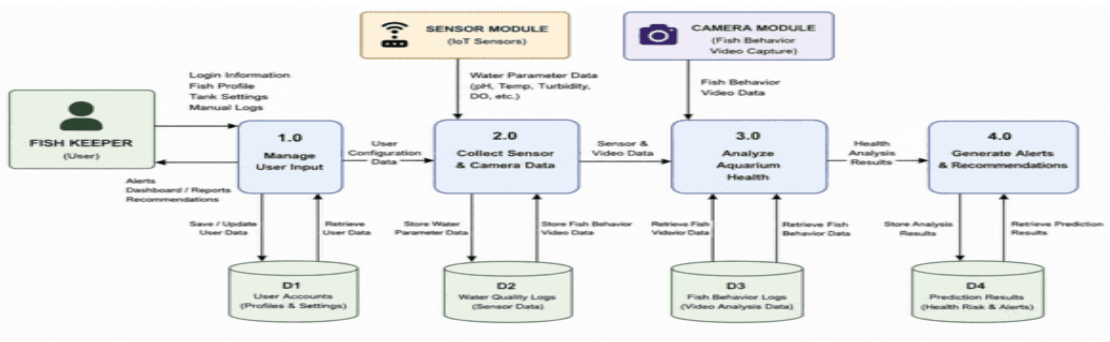 SENSOR MODULE
(IoT Sensors)
CAMERA MODULE
(Fish Behavior
Video Capture)
Login Information
Fish Profile
Tank Settings
Manual Logs
Water Parameter Data
(pH, Temp, Turbidity,
DO, etc.)
Fish Behavior
Video Data
FISH KEEPER
(User)
1.0
Manage
User Input
User
Configuration
Data
2.0
Collect Sensor
& Camera Data
Sensor &
Video Data
3.0
Analyze
Aquarium
Health
Health
Analysis
Results
4.0
Generate Alerts
& Recommendations
Alerts
Dashboard / Reports
Recommendations
Save / Update
User Data
Retrieve
User Data
Store Water
Parameter Data
Store Fish Behavior
Video Data
Retrieve Fish
Data
Retrieve Fish
Behavior Data
Store Analysis
Results
Retrieve Prediction
Results
D1
User Accounts
(Profiles & Settings)
D2
Water Quality Logs
(Sensor Data)
D3
Fish Behavior Logs
(Video Analysis Data)
D4
Prediction Results
(Health Risk & Alerts)